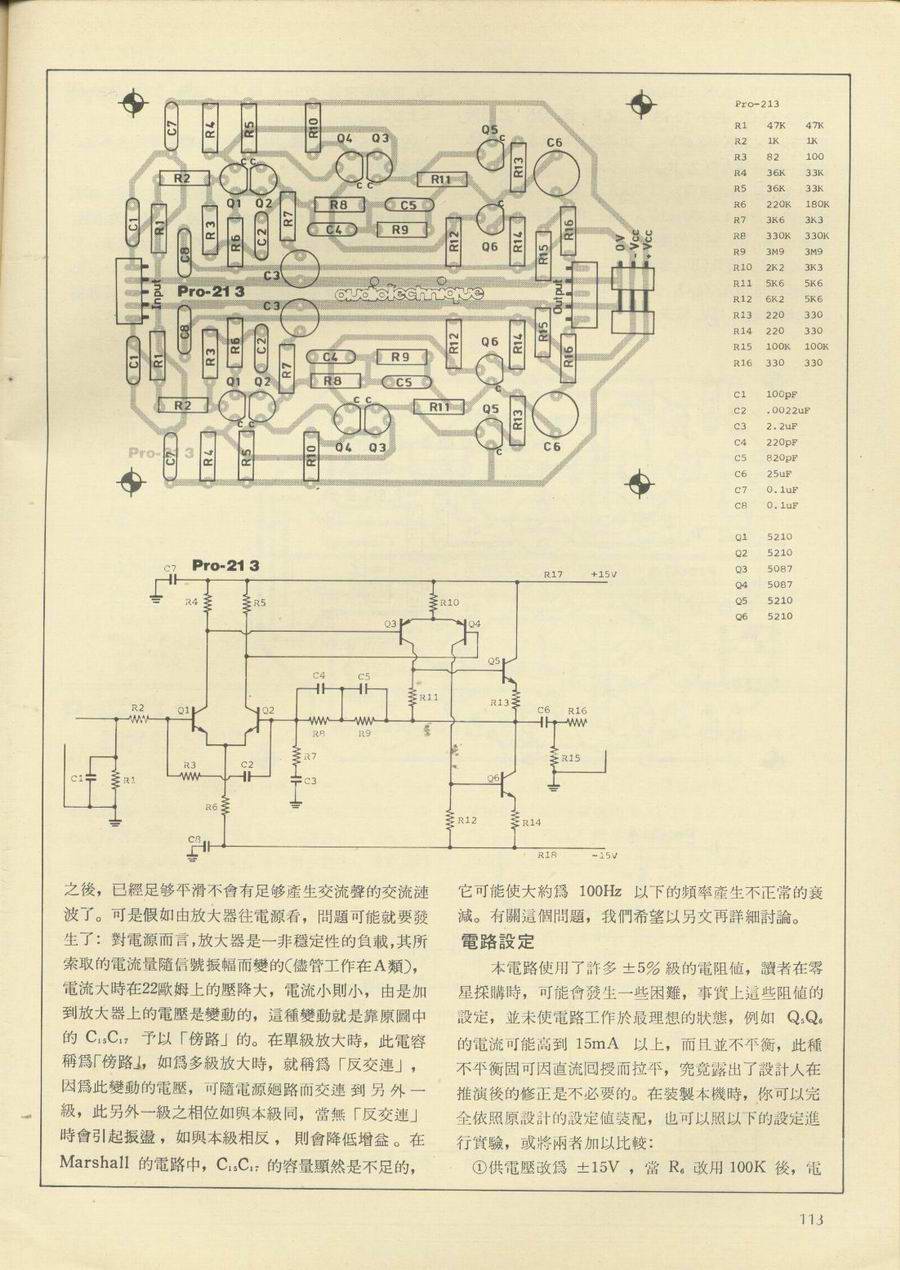 C7 R4 R5 R10 Q4 Q3 Q5 c R13 C6
c c
R2 c c R11
Q1 Q2 R8 C5
C1 R1 R3 R6 C2 R7 C4 R9 R12 Q6 R14 R15 R16 0V -Vcc +Vcc
C8 C3
Input Pro-213 audiotechnique Output
C3
C8
C1 R1 R3 R6 C2 R7 C4 R9 R12 Q6 R14 R15 R16
Q1 Q2 R8 C5 c
R2 c c R11 Q5 R13
c c
Pro-213 C7 R4 R5 R10 Q4 Q3 c C6
Pro-213
R1 47K 47K
R2 1K 1K
R3 82 100
R4 36K 33K
R5 36K 33K
R6 220K 180K
R7 3K6 3K3
R8 330K 330K
R9 3M9 3M9
R10 2K2 3K3
R11 5K6 5K6
R12 6K2 5K6
R13 220 330
R14 220 330
R15 100K 100K
R16 330 330
C1 100pF
C2 .0022uF
C3 2.2uF
C4 220pF
C5 820pF
C6 25uF
C7 0.1uF
C8 0.1uF
Q1 5210
Q2 5210
Q3 5087
Q4 5087
Q5 5210
Q6 5210
C7 Pro-213
R17 +15V
R4 R5 R10
Q3 Q4
C4 C5 Q5
R11
R2 Q1 Q2 R13 C6 R16
R8 R9
R7 R15
R3 C2 C3 Q6
C1 R1
R6
R12 R14
C8
R18 -15V
之後，已經足够平滑不會有足够產生交流聲的交流漣
波了。可是假如由放大器往電源看，問題可能就要發
生了：對電源而言，放大器是一非穩定性的負載，其所
索取的電流量隨信號振幅而變的(儘管工作在A類)，
電流大時在22歐姆上的壓降大，電流小則小，由是加
到放大器上的電壓是變動的，這種變動就是靠原圖中
的 C₁₅C₁₇ 予以「傍路」的。在單級放大時，此電容
稱爲「傍路」，如爲多級放大時，就稱爲「反交連」，
因爲此變動的電壓，可隨電源廻路而交連到另外一
級，此另外一級之相位如與本級同，當無「反交連」
時會引起振盪，如與本級相反，則會降低增益。在
Marshall 的電路中，C₁₅C₁₇ 的容量顯然是不足的，
它可能使大約爲 100Hz 以下的頻率產生不正常的衰
減。有關這個問題，我們希望以另文再詳細討論。
電路設定
本電路使用了許多 ±5% 級的電阻値，讀者在零
星採購時，可能會發生一些困難，事實上這些阻値的
設定，並未使電路工作於最理想的狀態，例如 Q₅Q₆
的電流可能高到 15mA 以上，而且並不平衡，此種
不平衡固可因直流回授而拉平，究竟露出了設計人在
推演後的修正是不必要的。在裝製本機時，你可以完
全依照原設計的設定値裝配，也可以照以下的設定進
行實驗，或將兩者加以比較：
①供電壓改爲 ±15V ，當 R₆ 改用 100K 後，電
113